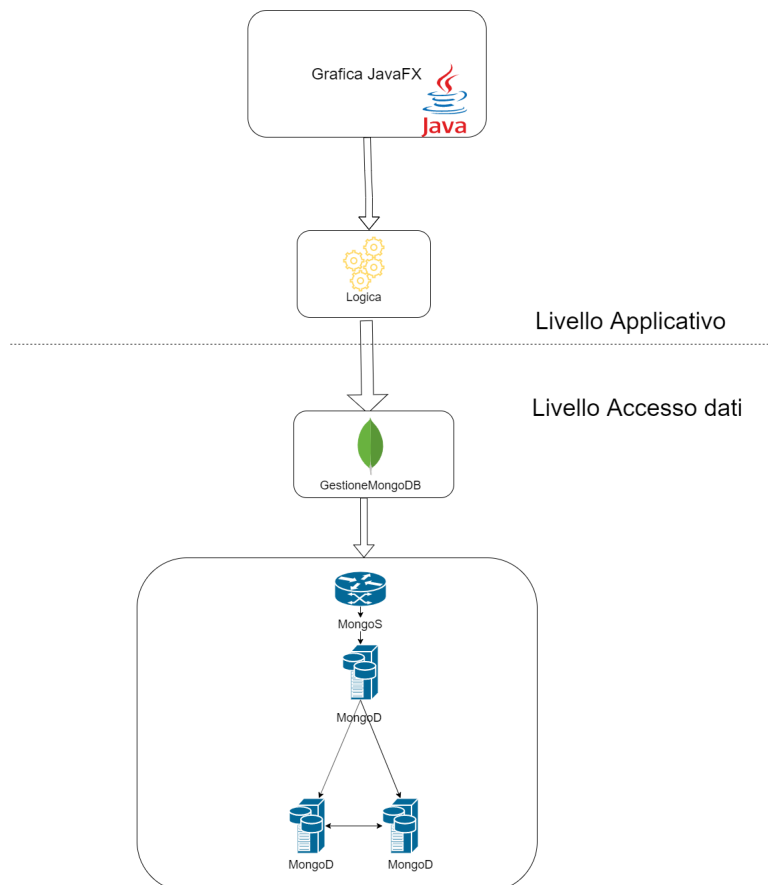 Grafica JavaFX
Java
Logica
Livello Applicativo
Livello Accesso dati
GestioneMongoDB
MongoS
MongoD
MongoD
MongoD